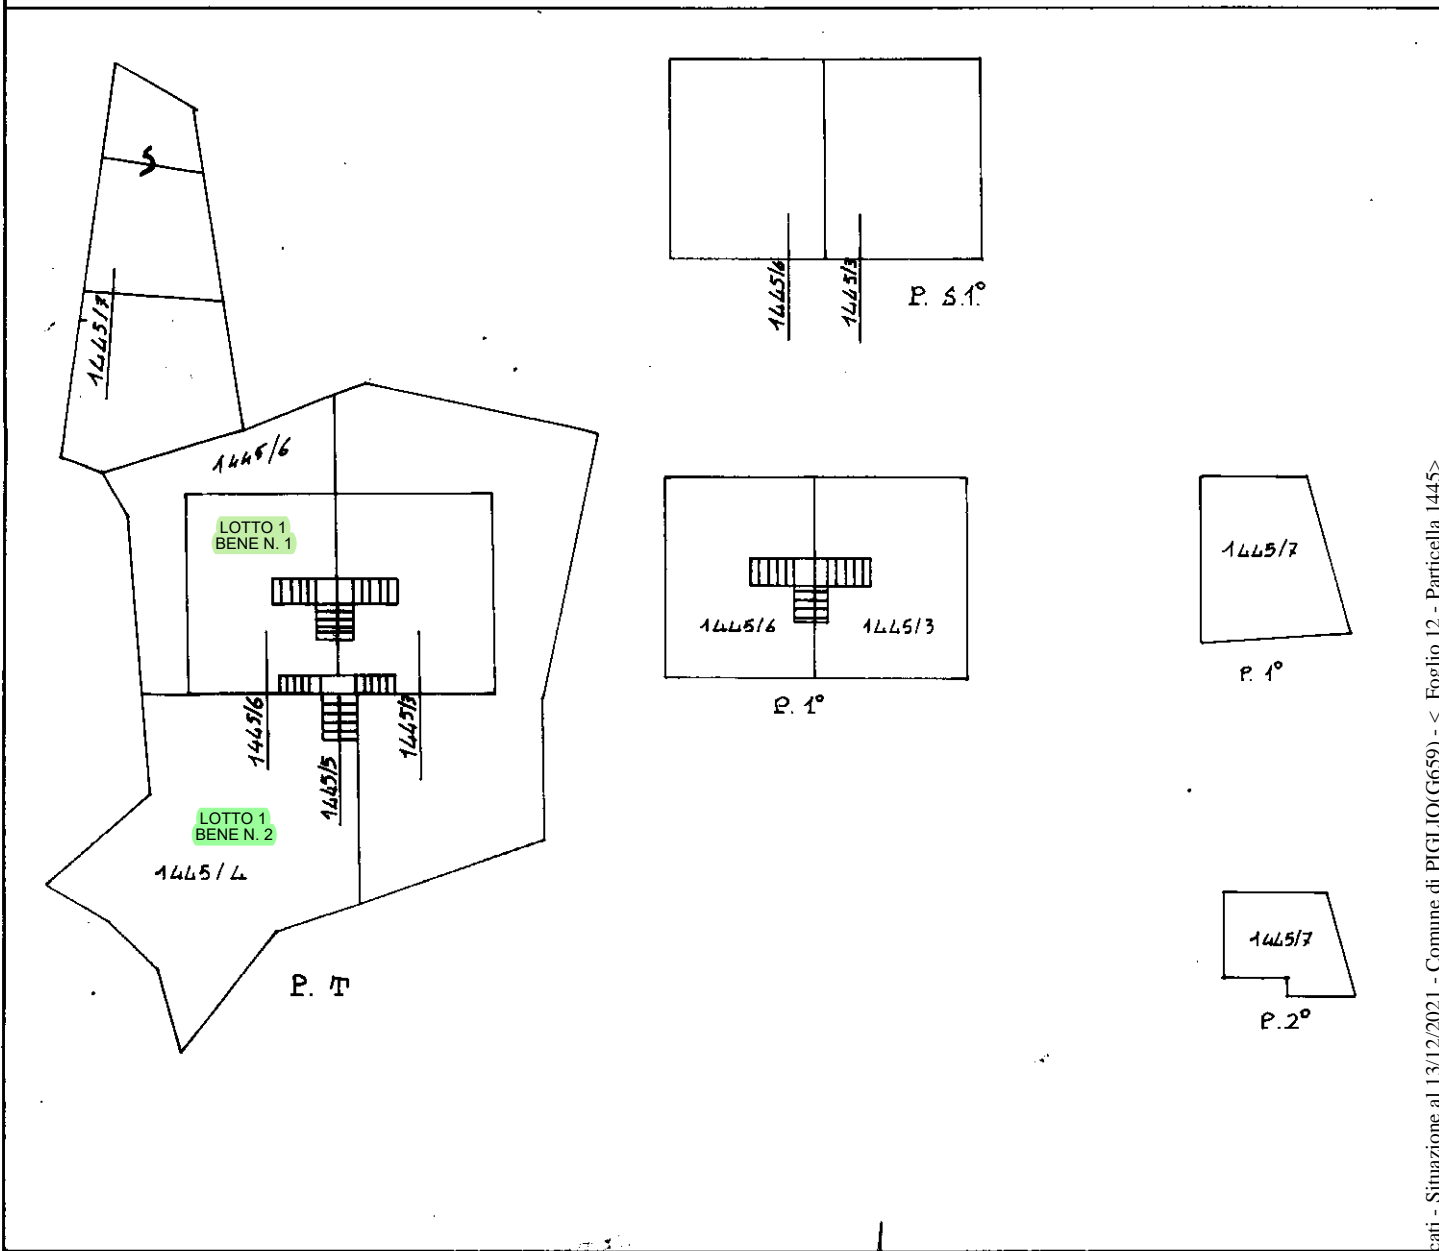 1445/7
1445/6
LOTTO 1
BENE N. 1
1445/6
1445/5
1445/3
LOTTO 1
BENE N. 2
1445/4
P. T
1445/6
1445/3
P. S.1°
1445/6
1445/3
P. 1°
1445/7
P. 1°
1445/7
P.2°
cati - Situazione al 13/12/2021 - Comune di PIGLIO(G659) - < Foglio 12 - Particella 1445>